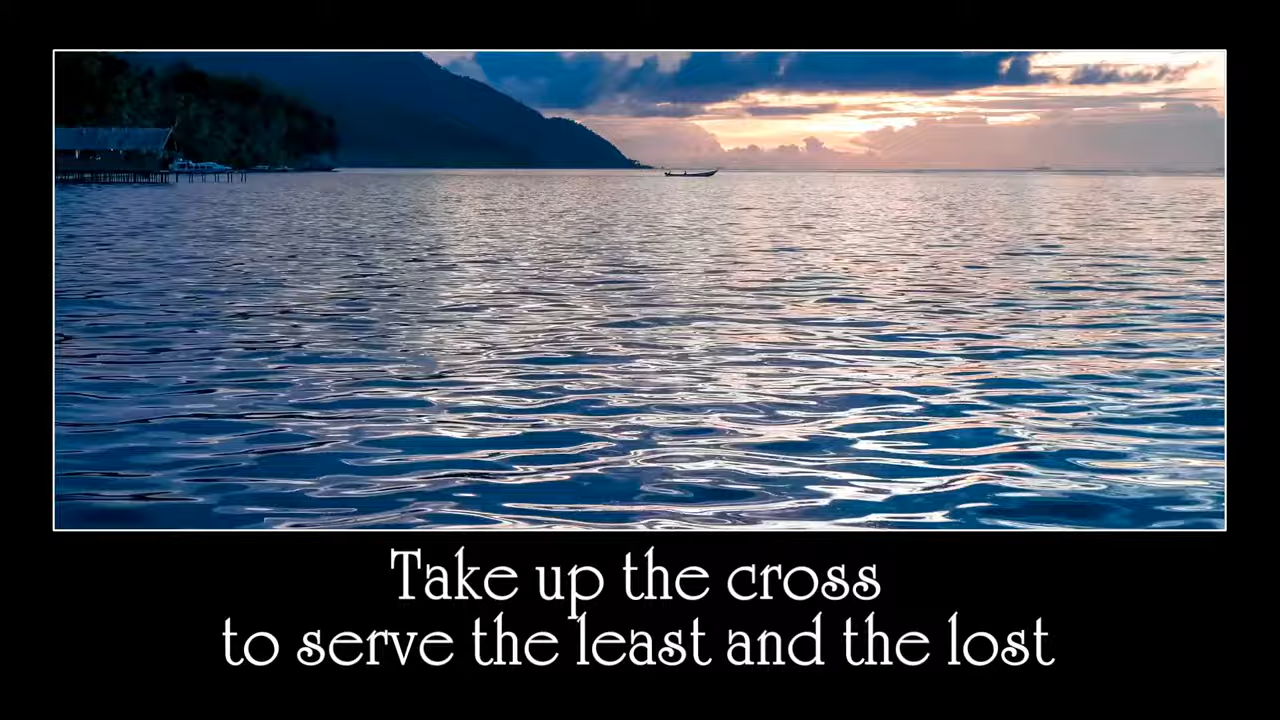 Take up the cross
to serve the least and the lost